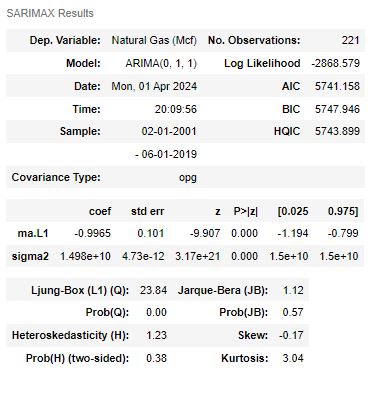 SARIMAX Results
Dep. Variable: Natural Gas (Mcf) No. Observations: 221
Model: ARIMA(0, 1, 1) Log Likelihood -2868.579
Date: Mon, 01 Apr 2024 AIC 5741.158
Time: 20:09:56 BIC 5747.946
Sample: 02-01-2001 HQIC 5743.899
- 06-01-2019
Covariance Type: opg
coef std err z P>|z| [0.025 0.975]
ma.L1 -0.9965 0.101 -9.907 0.000 -1.194 -0.799
sigma2 1.498e+10 4.73e-12 3.17e+21 0.000 1.5e+10 1.5e+10
Ljung-Box (L1) (Q): 23.84 Jarque-Bera (JB): 1.12
Prob(Q): 0.00 Prob(JB): 0.57
Heteroskedasticity (H): 1.23 Skew: -0.17
Prob(H) (two-sided): 0.38 Kurtosis: 3.04